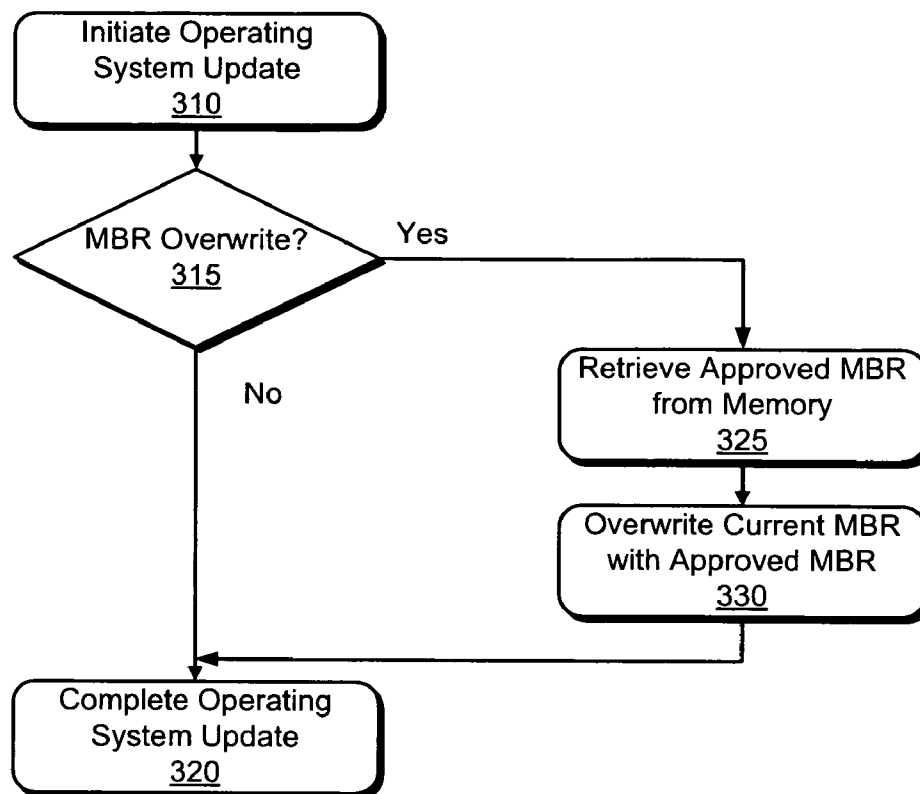 Initiate Operating
System Update
310
MBR Overwrite?
315
Yes
No
Retrieve Approved MBR
from Memory
325
Overwrite Current MBR
with Approved MBR
330
Complete Operating
System Update
320